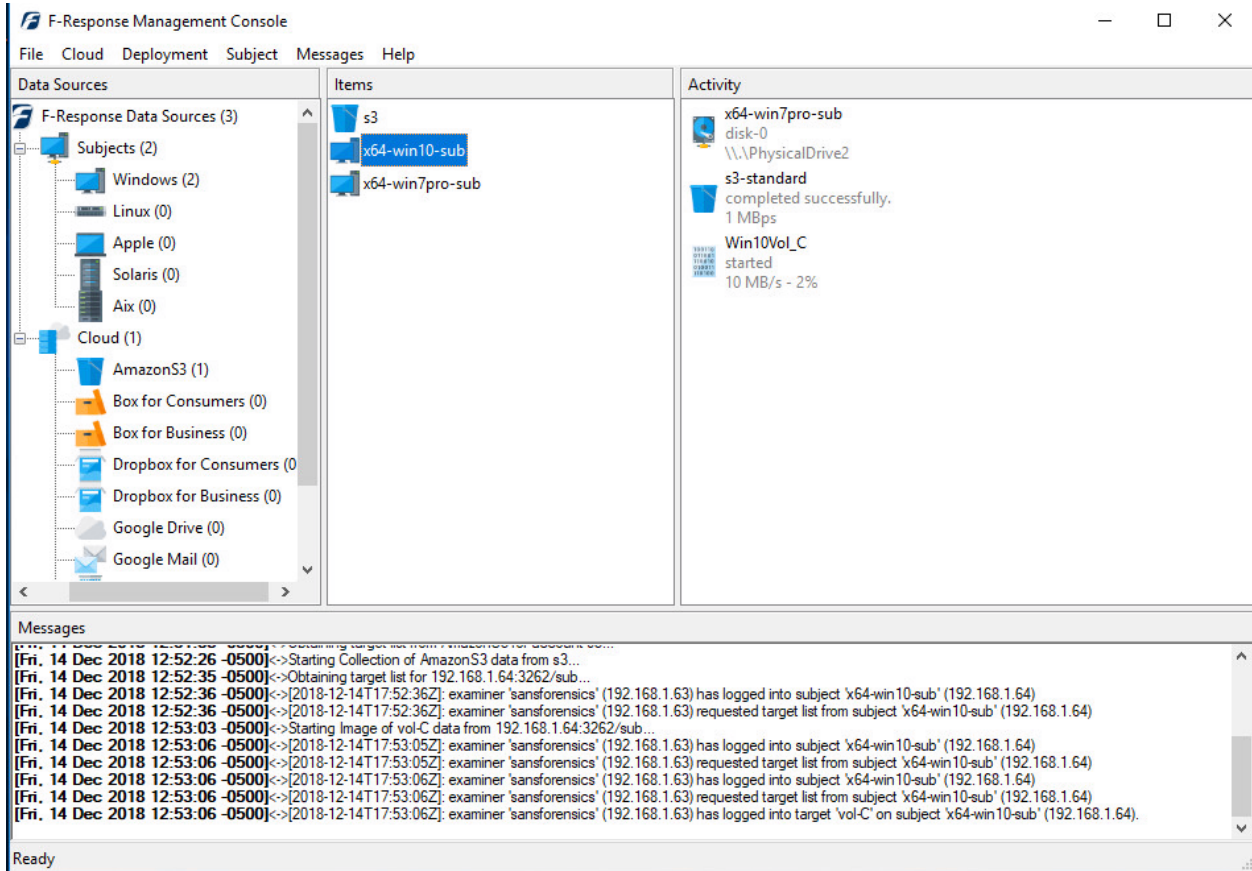 F-Response Management Console
File Cloud Deployment Subject Messages Help
Data Sources
F-Response Data Sources (3)
Subjects (2)
Windows (2)
Linux (0)
Apple (0)
Solaris (0)
Aix (0)
Cloud (1)
AmazonS3 (1)
Box for Consumers (0)
Box for Business (0)
Dropbox for Consumers (0
Dropbox for Business (0)
Google Drive (0)
Google Mail (0)
Items
s3
x64-win10-sub
x64-win7pro-sub
Activity
x64-win7pro-sub
disk-0
\\.\PhysicalDrive2
s3-standard
completed successfully.
1 MBps
Win10Vol_C
started
10 MB/s - 2%
Messages
[Fri, 14 Dec 2018 12:52:26 -0500]<->Starting Collection of AmazonS3 data from s3...
[Fri, 14 Dec 2018 12:52:35 -0500]<->Obtaining target list for 192.168.1.64:3262/sub...
[Fri, 14 Dec 2018 12:52:36 -0500]<->[2018-12-14T17:52:36Z]: examiner 'sansforensics' (192.168.1.63) has logged into subject 'x64-win10-sub' (192.168.1.64)
[Fri, 14 Dec 2018 12:52:36 -0500]<->[2018-12-14T17:52:36Z]: examiner 'sansforensics' (192.168.1.63) requested target list from subject 'x64-win10-sub' (192.168.1.64)
[Fri, 14 Dec 2018 12:53:03 -0500]<->Starting Image of vol-C data from 192.168.1.64:3262/sub...
[Fri, 14 Dec 2018 12:53:06 -0500]<->[2018-12-14T17:53:05Z]: examiner 'sansforensics' (192.168.1.63) has logged into subject 'x64-win10-sub' (192.168.1.64)
[Fri, 14 Dec 2018 12:53:06 -0500]<->[2018-12-14T17:53:05Z]: examiner 'sansforensics' (192.168.1.63) requested target list from subject 'x64-win10-sub' (192.168.1.64)
[Fri, 14 Dec 2018 12:53:06 -0500]<->[2018-12-14T17:53:06Z]: examiner 'sansforensics' (192.168.1.63) has logged into subject 'x64-win10-sub' (192.168.1.64)
[Fri, 14 Dec 2018 12:53:06 -0500]<->[2018-12-14T17:53:06Z]: examiner 'sansforensics' (192.168.1.63) requested target list from subject 'x64-win10-sub' (192.168.1.64)
[Fri, 14 Dec 2018 12:53:06 -0500]<->[2018-12-14T17:53:06Z]: examiner 'sansforensics' (192.168.1.63) has logged into target 'vol-C' on subject 'x64-win10-sub' (192.168.1.64).
Ready